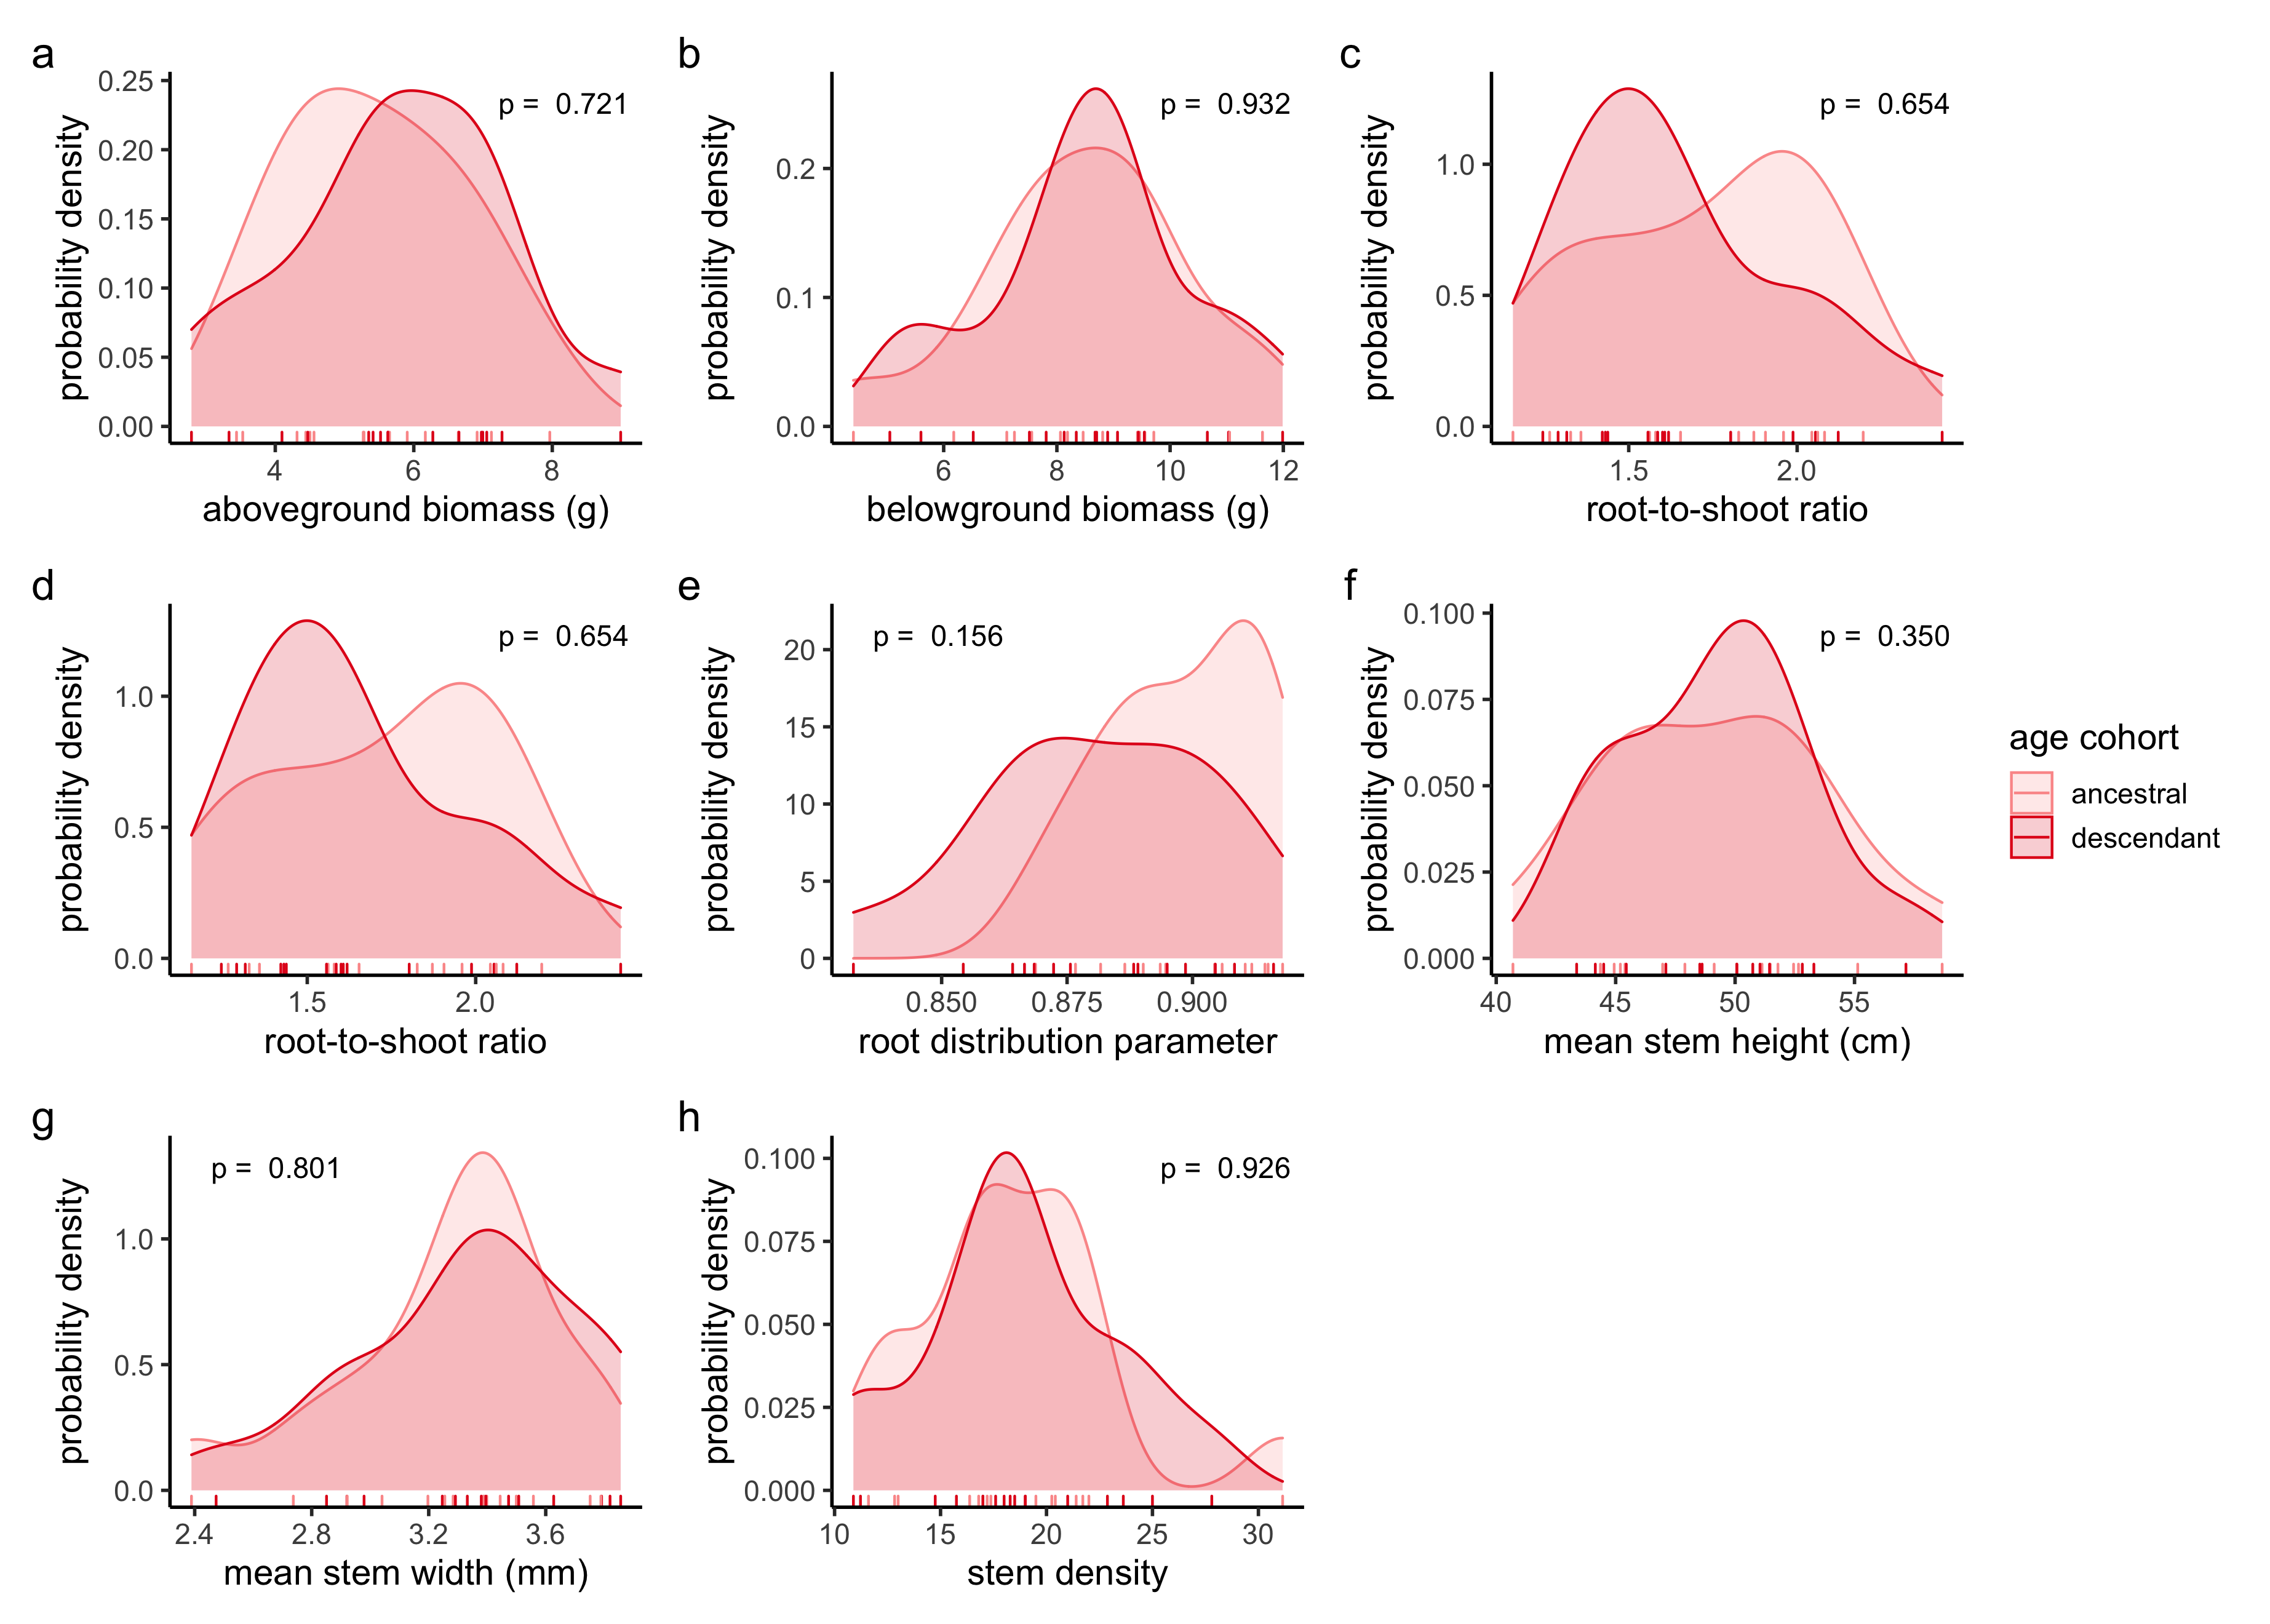 a
p = 0.721
probability density
0.25
0.20
0.15
0.10
0.05
0.00
4 6 8
aboveground biomass (g)
b
p = 0.932
probability density
0.2
0.1
0.0
6 8 10 12
belowground biomass (g)
c
p = 0.654
probability density
1.0
0.5
0.0
1.5 2.0
root-to-shoot ratio
d
p = 0.654
probability density
1.0
0.5
0.0
1.5 2.0
root-to-shoot ratio
e
p = 0.156
probability density
20
15
10
5
0
0.850 0.875 0.900
root distribution parameter
f
p = 0.350
probability density
0.100
0.075
0.050
0.025
0.000
40 45 50 55
mean stem height (cm)
age cohort
ancestral
descendant
g
p = 0.801
probability density
1.0
0.5
0.0
2.4 2.8 3.2 3.6
mean stem width (mm)
h
p = 0.926
probability density
0.100
0.075
0.050
0.025
0.000
10 15 20 25 30
stem density